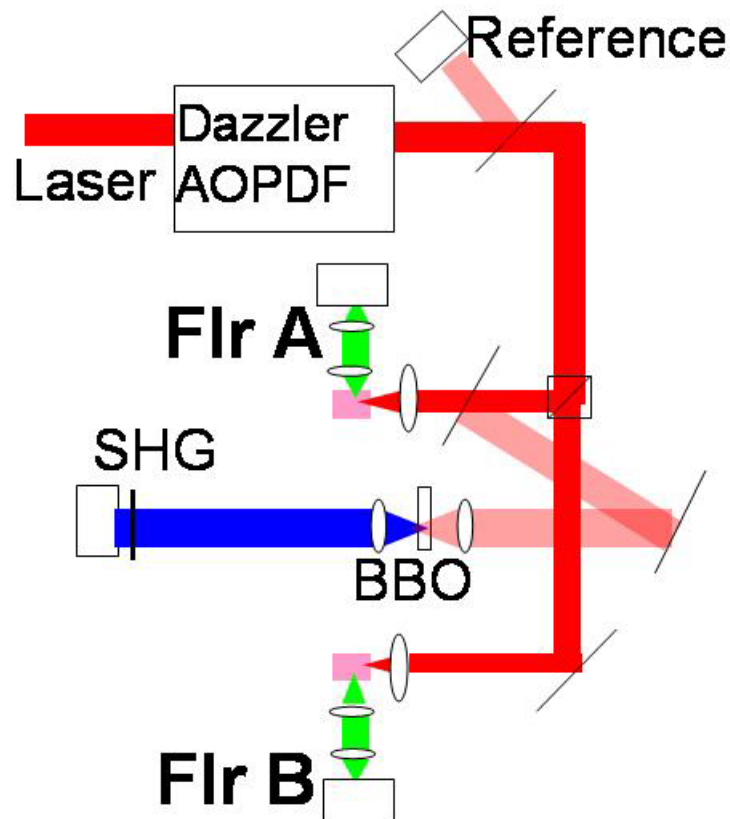 Reference
Dazzler
AOPDF
Laser
Flr A
SHG
BBO
Flr B